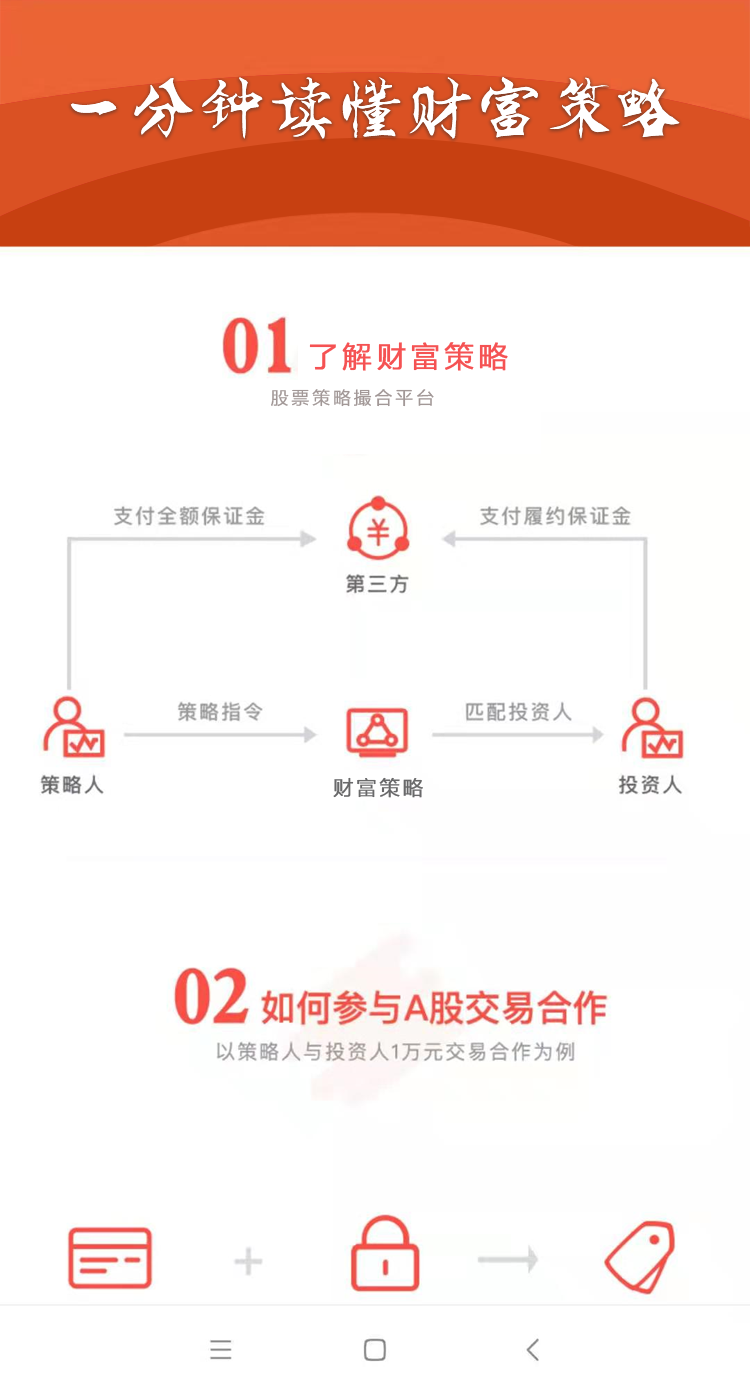 一分钟读懂财富策略
01 了解财富策略
股票策略撮合平台
支付全额保证金
支付履约保证金
¥
第三方
策略指令
匹配投资人
策略人
财富策略
投资人
02 如何参与A股交易合作
以策略人与投资人1万元交易合作为例